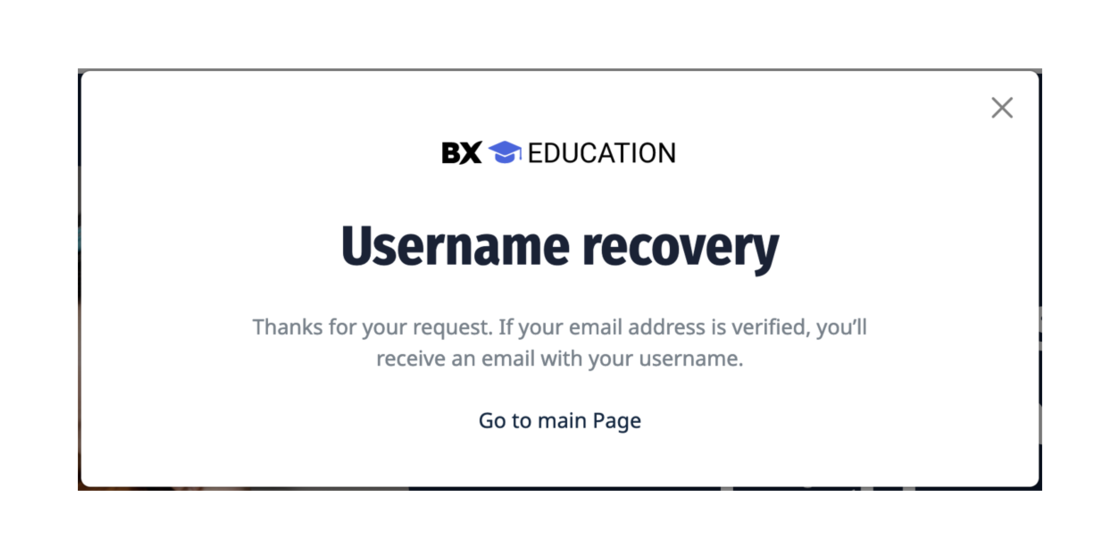 BX EDUCATION
Username recovery
Thanks for your request. If your email address is verified, you’ll
receive an email with your username.
Go to main Page